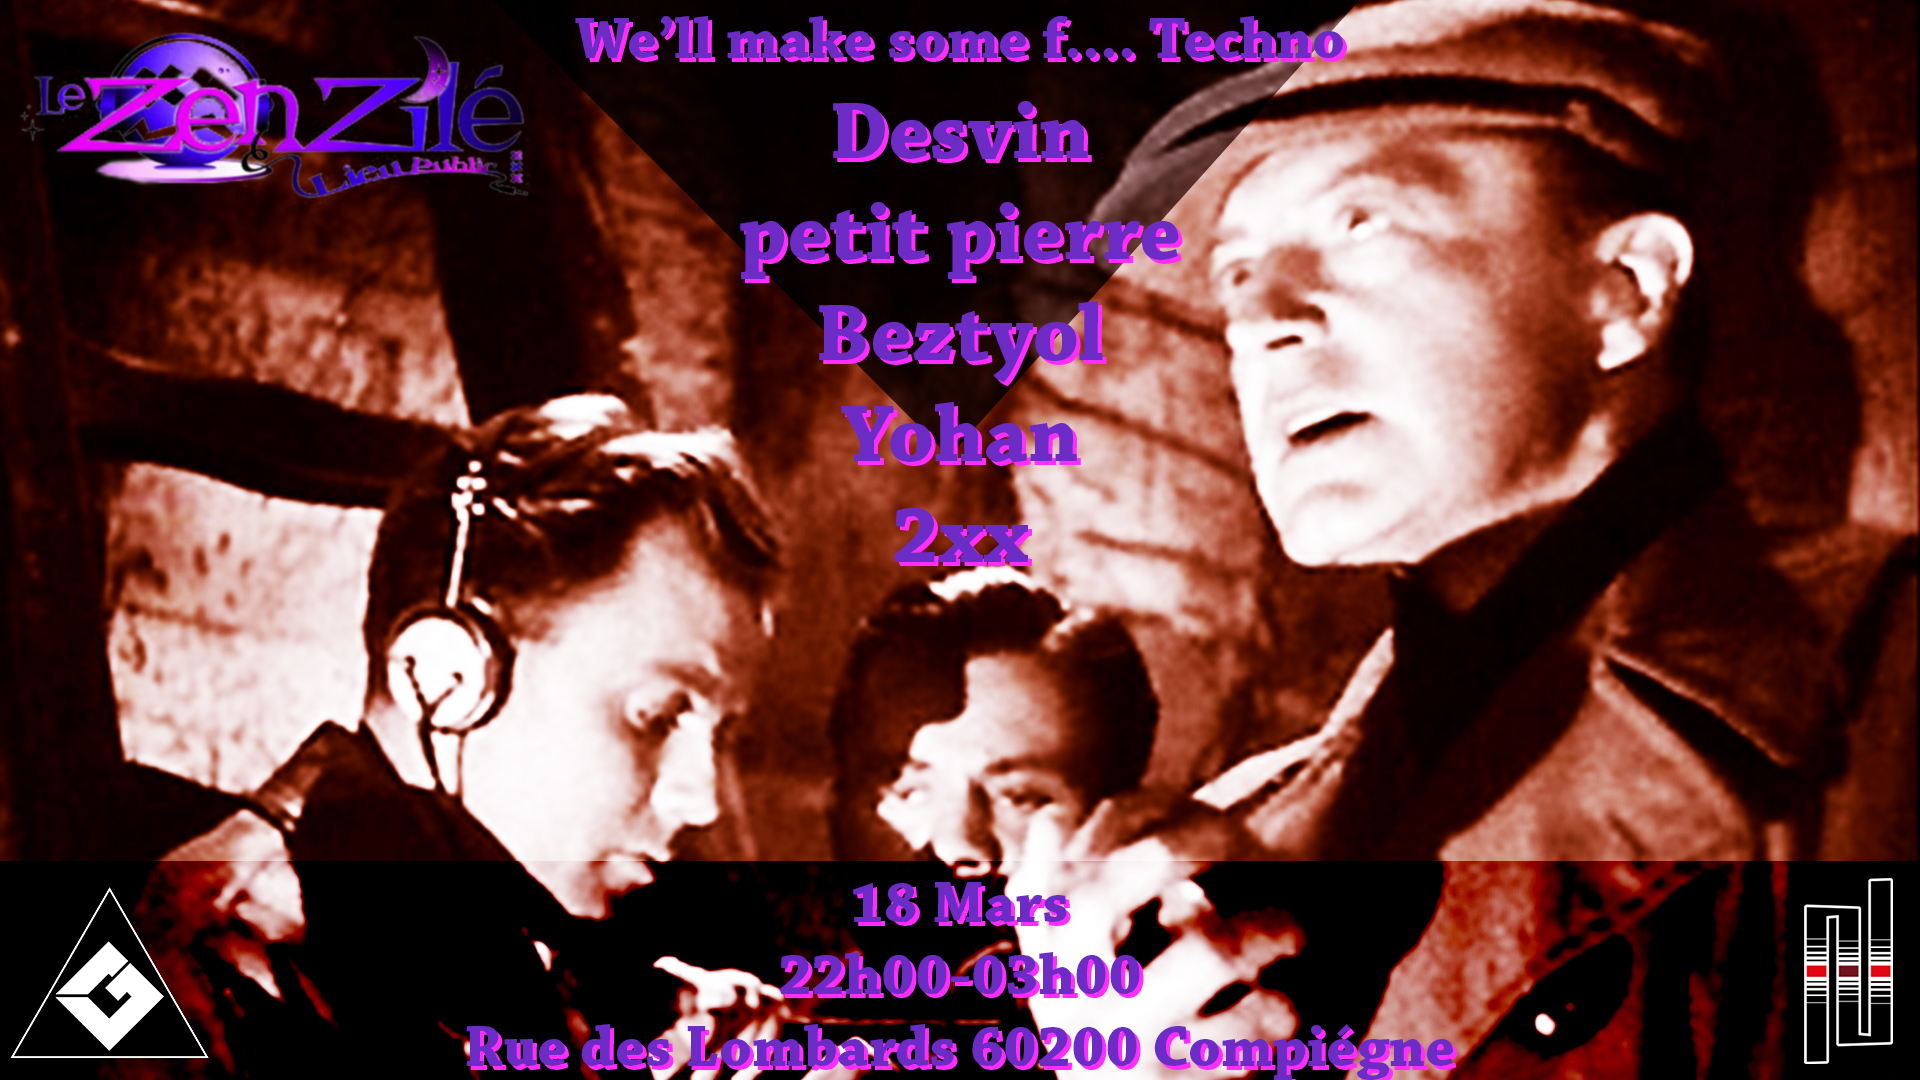 We'll make some f.... Techno
Le ZenZilé
& Lieu Public
Desvin
petit pierre
Beztyol
Yohan
2xx
18 Mars
22h00-03h00
Rue des Lombards 60200 Compiégne